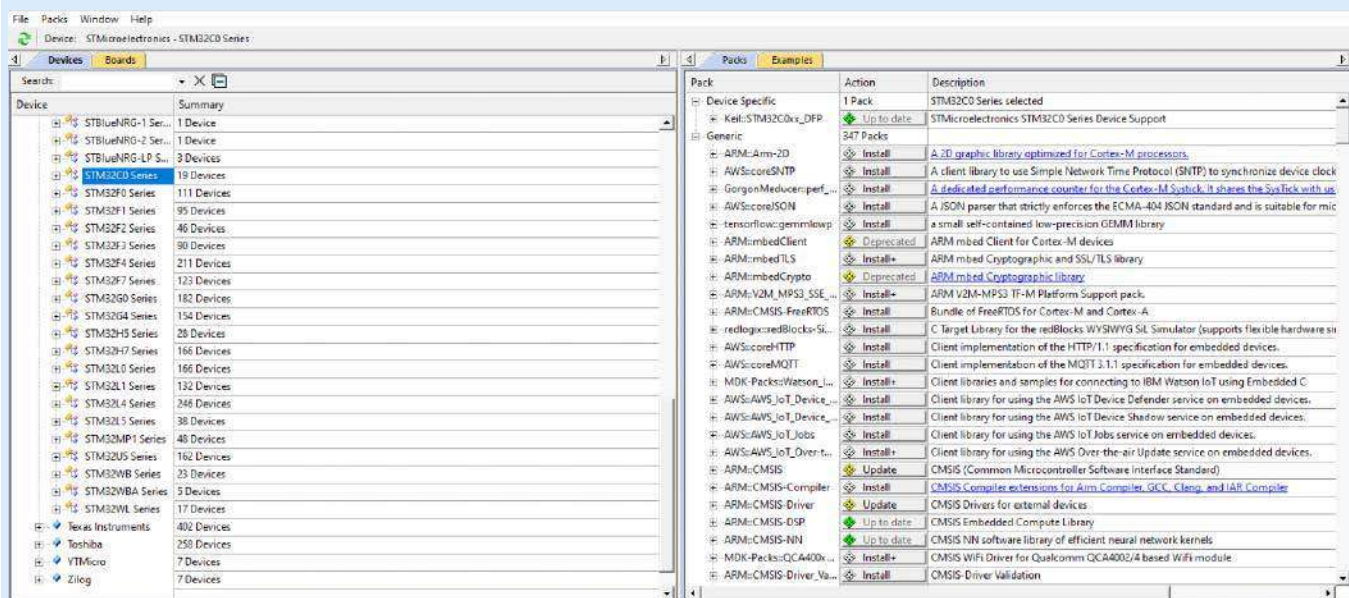 File Packs Window Help
Device: STMicroelectronics - STM32C0 Series
Devices Boards
Search:
Device Summary
STBlueNRG-1 Ser... 1 Device
STBlueNRG-2 Ser... 1 Device
STBlueNRG-LP S... 3 Devices
STM32C0 Series 19 Devices
STM32F0 Series 111 Devices
STM32F1 Series 95 Devices
STM32F2 Series 46 Devices
STM32F3 Series 90 Devices
STM32F4 Series 211 Devices
STM32F7 Series 123 Devices
STM32G0 Series 182 Devices
STM32G4 Series 154 Devices
STM32H5 Series 28 Devices
STM32H7 Series 166 Devices
STM32L0 Series 166 Devices
STM32L1 Series 132 Devices
STM32L4 Series 246 Devices
STM32L5 Series 38 Devices
STM32MP1 Series 48 Devices
STM32U5 Series 162 Devices
STM32WB Series 23 Devices
STM32WBA Series 5 Devices
STM32WL Series 17 Devices
Texas Instruments 402 Devices
Toshiba 258 Devices
YTMicro 7 Devices
Zilog 7 Devices
Packs Examples
Pack Action Description
Device Specific 1 Pack STM32C0 Series selected
Keil::STM32C0xx_DFP Up to date STMicroelectronics STM32C0 Series Device Support
Generic 347 Packs
ARM::Arm-2D Install A 2D graphic library optimized for Cortex-M processors.
AWS::coreSNTP Install A client library to use Simple Network Time Protocol (SNTP) to synchronize device clock
GorgonMeducer::perf_... Install A dedicated performance counter for the Cortex-M Systick. It shares the SysTick with us
AWS::coreJSON Install A JSON parser that strictly enforces the ECMA-404 JSON standard and is suitable for mic
tensorflow::gemmlowp Install a small self-contained low-precision GEMM library
ARM::mbedClient Deprecated ARM mbed Client for Cortex-M devices
ARM::mbedTLS Install+ ARM mbed Cryptographic and SSL/TLS library
ARM::mbedCrypto Deprecated ARM mbed Cryptographic library
ARM::V2M_MPS3_SSE_... Install+ ARM V2M-MPS3 TF-M Platform Support pack.
ARM::CMSIS-FreeRTOS Install Bundle of FreeRTOS for Cortex-M and Cortex-A
redlogix::redBlocks-Si... Install C Target Library for the redBlocks WYSIWYG SiL Simulator (supports flexible hardware sim
AWS::coreHTTP Install Client implementation of the HTTP/1.1 specification for embedded devices.
AWS::coreMQTT Install Client implementation of the MQTT 3.1.1 specification for embedded devices.
MDK-Packs::Watson_I... Install+ Client libraries and samples for connecting to IBM Watson IoT using Embedded C
AWS::AWS_IoT_Device_... Install Client library for using the AWS IoT Device Defender service on embedded devices.
AWS::AWS_IoT_Device_... Install Client library for using the AWS IoT Device Shadow service on embedded devices.
AWS::AWS_IoT_Jobs Install Client library for using the AWS IoT Jobs service on embedded devices.
AWS::AWS_IoT_Over-t... Install+ Client library for using the AWS Over-the-air Update service on embedded devices.
ARM::CMSIS Update CMSIS (Common Microcontroller Software Interface Standard)
ARM::CMSIS-Compiler Install CMSIS Compiler extensions for Arm Compiler, GCC, Clang, and IAR Compiler
ARM::CMSIS-Driver Update CMSIS Drivers for external devices
ARM::CMSIS-DSP Up to date CMSIS Embedded Compute Library
ARM::CMSIS-NN Up to date CMSIS NN software library of efficient neural network kernels
MDK-Packs::QCA400x... Install+ CMSIS WiFi Driver for Qualcomm QCA4002/4 based WiFi module
ARM::CMSIS-Driver_Va... Install CMSIS-Driver Validation